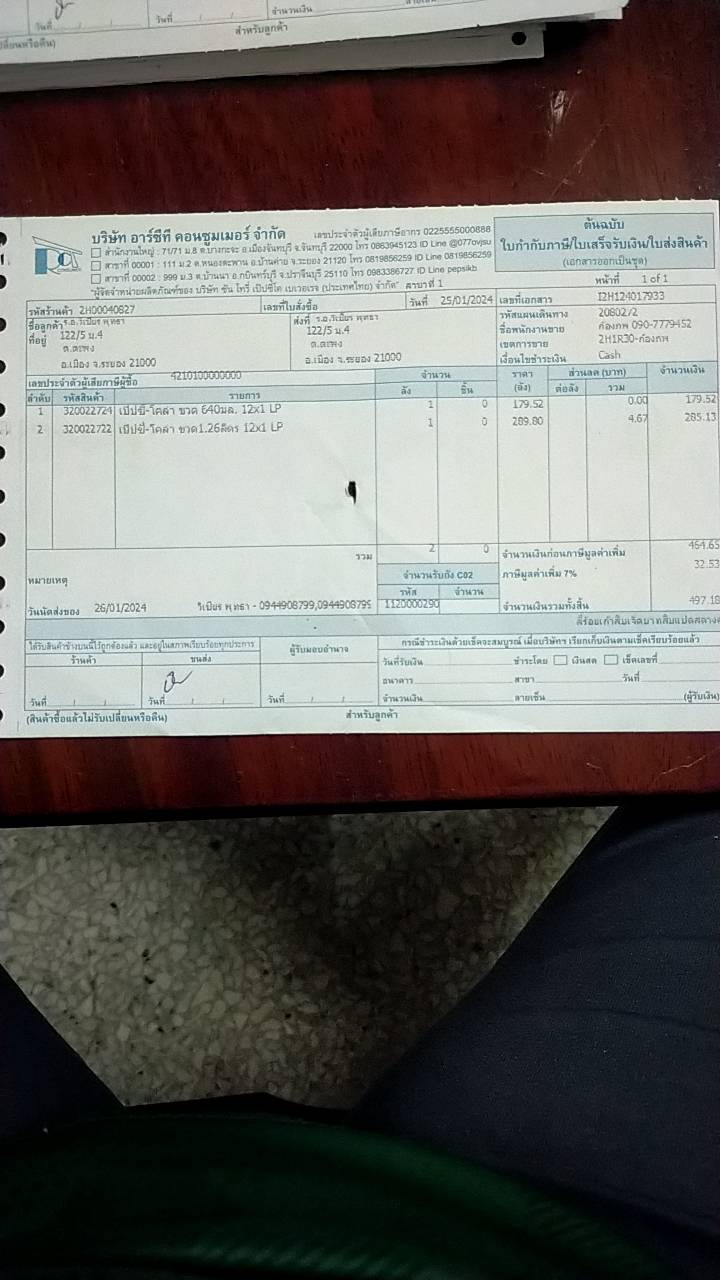 วันที่ วันที่ จำนวนเงิน
สำหรับลูกค้า
บริษัท อาร์ซีที คอนซูมเมอร์ จำกัด เลขประจำตัวผู้เสียภาษีอากร 0225555000888
สำนักงานใหญ่ : 71/71 ม.8 ต.บางกะจะ อ.เมืองจันทบุรี จ.จันทบุรี 22000 โทร 0863945123 ID Line @077ovjsu
สาขาที่ 00001 : 111 ม.2 ต.หนองตะพาน อ.บ้านค่าย จ.ระยอง 21120 โทร 0819856259 ID Line 0819856259
สาขาที่ 00002 : 999 ม.3 ต.บ้านนา อ.กบินทร์บุรี จ.ปราจีนบุรี 25110 โทร 0983386727 ID Line pepsikb
"ผู้จัดจำหน่ายผลิตภัณฑ์ของ บริษัท ซันโทรี่ เป๊ปซี่โค เบเวอเรจ (ประเทศไทย) จำกัด" สาขาที่ 1
ต้นฉบับ
ใบกำกับภาษี/ใบเสร็จรับเงิน/ใบส่งสินค้า
(เอกสารออกเป็นชุด)
หน้าที่ 1 of 1
รหัสร้านค้า 2H00040827 เลขที่ใบสั่งซื้อ วันที่ 25/01/2024 เลขที่เอกสาร I2H124017933
ชื่อลูกค้า ร.อ.วิเบียร พุทธา ส่งที่ ร.อ.วิเบียร พุทธา รหัสแผนเดินทาง 2080272
ที่อยู่ 122/5 ม.4 122/5 ม.4 ชื่อพนักงานขาย ก้องภพ 090-7779452
ต.ตะพง ต.ตะพง เขตการขาย 2H1R30-ก้องภพ
อ.เมือง จ.ระยอง 21000 อ.เมือง จ.ระยอง 21000 เงื่อนไขชำระเงิน Cash
เลขประจำตัวผู้เสียภาษีผู้ซื้อ 4210100000000 จำนวน ราคา ส่วนลด (บาท) จำนวนเงิน
ลำดับ รหัสสินค้า รายการ ลัง ชิ้น (ลัง) ต่อลัง รวม
1 320022724 เป๊ปซี่-โคล่า ขวด 640มล. 12x1 LP 1 0 179.52 0.00 179.52
2 320022722 เป๊ปซี่-โคล่า ขวด1.26ลิตร 12x1 LP 1 0 289.80 4.67 285.13
รวม 2 0 จำนวนเงินก่อนภาษีมูลค่าเพิ่ม 464.65
หมายเหตุ จำนวนรับถัง CO2 ภาษีมูลค่าเพิ่ม 7% 32.53
รหัส จำนวน
วันนัดส่งของ 26/01/2024 วิเบียร พุทธา - 0944908799,0944908795 1120000290 จำนวนเงินรวมทั้งสิ้น 497.18
สี่ร้อยเก้าสิบเจ็ดบาทสิบแปดสตางค์
ได้รับสินค้าข้างบนนี้ไว้ถูกต้องแล้ว และอยู่ในสภาพเรียบร้อยทุกประการ
ร้านค้า ขนส่ง ผู้รับมอบอำนาจ
กรณีชำระเงินด้วยเช็คจะสมบูรณ์ เมื่อบริษัทฯ เรียกเก็บเงินตามเช็คเรียบร้อยแล้ว
วันที่รับเงิน ชำระโดย เงินสด เช็คเลขที่
ธนาคาร สาขา วันที่
วันที่ วันที่ วันที่ จำนวนเงิน ลายเซ็น (ผู้รับเงิน)
(สินค้าซื้อแล้วไม่รับเปลี่ยนหรือคืน) สำหรับลูกค้า